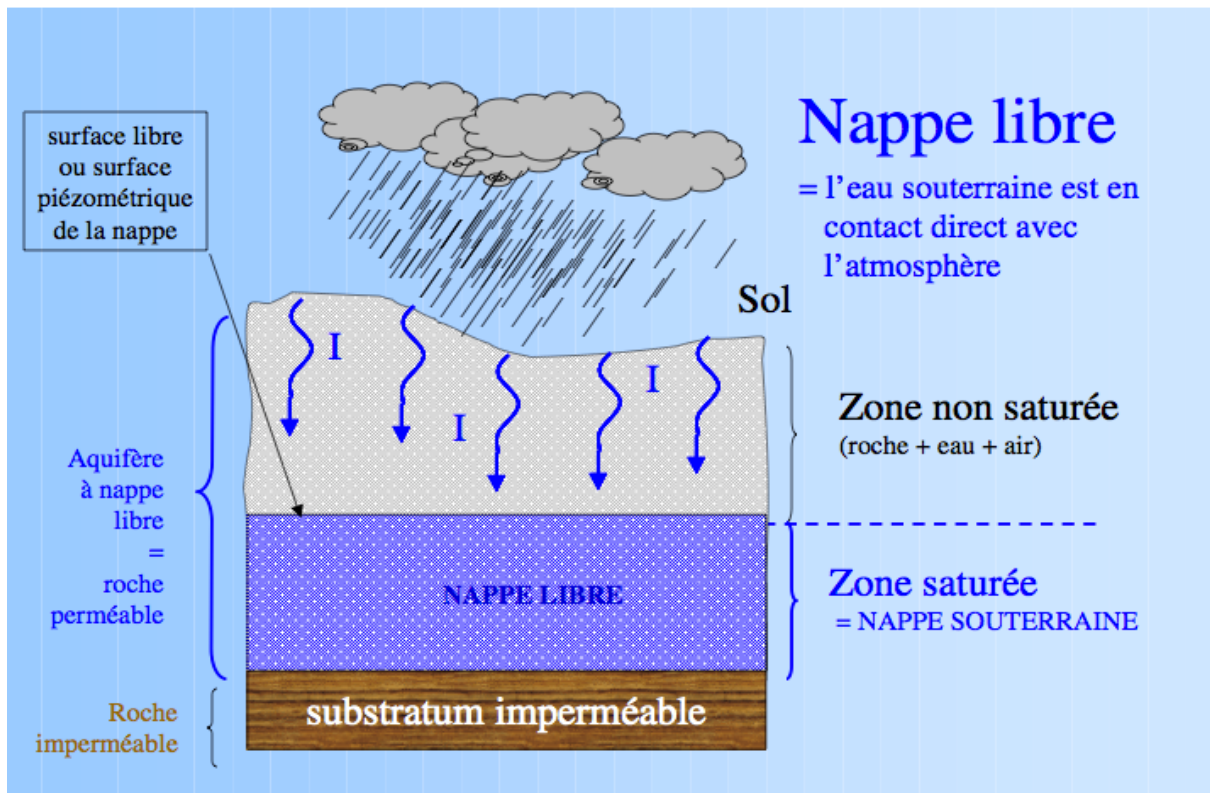 Nappe libre
= l'eau souterraine est en
contact direct avec
l'atmosphère
surface libre
ou surface
piézométrique
de la nappe
Sol
I
I
I
Zone non saturée
(roche + eau + air)
Aquifère
à nappe
libre
=
roche
perméable
NAPPE LIBRE
Zone saturée
= NAPPE SOUTERRAINE
substratum imperméable
Roche
imperméable